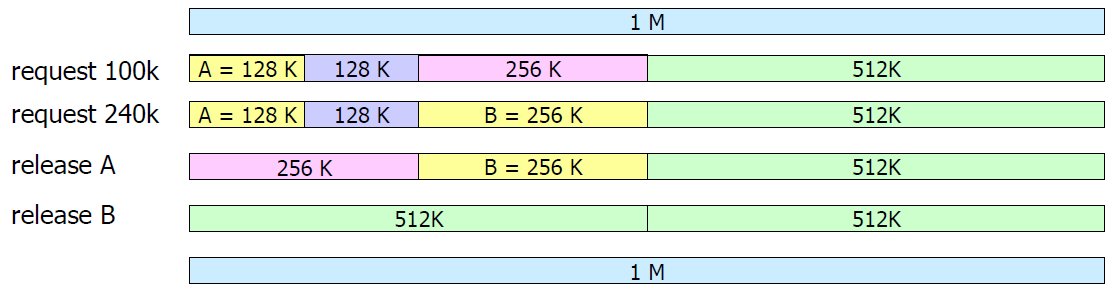 1 M
request 100k A = 128 K 128 K 256 K 512K
request 240k A = 128 K 128 K B = 256 K 512K
release A 256 K B = 256 K 512K
release B 512K 512K
1 M